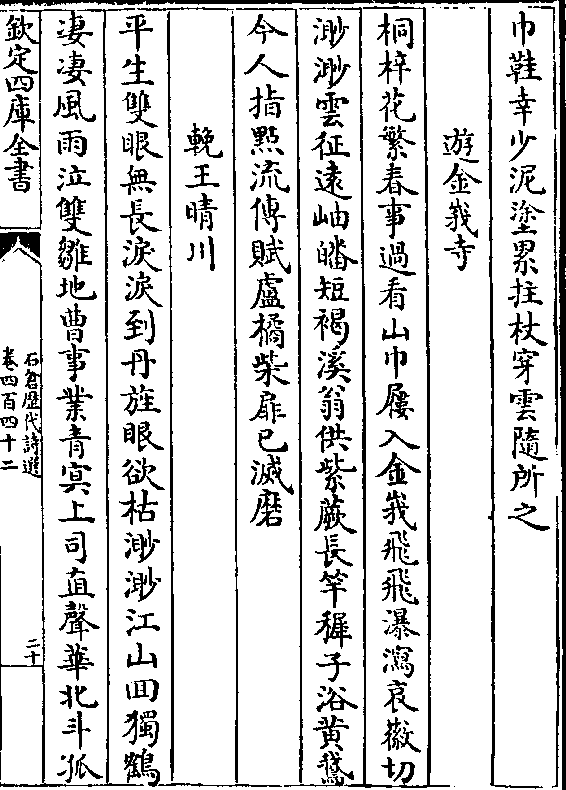 巾鞋幸少泥塗累拄杖穿雲隨所之
遊金峩寺
桐梓花繁春事過看山巾屨入金峩飛飛瀑瀉哀嶶切
渺渺雲征遠岫皤短褐溪翁供紫蕨長竿穉子浴黄鵞
今人指㸃流傳賦盧橘柴扉已滅磨
輓王晴川
平生雙眼無長淚淚到丹旌眼欲枯渺渺江山回獨鶴
凄凄風雨泣雙雛地曹事業青冥上司直聲華北斗孤
欽定四庫全書
石倉歷代詩選
卷四百四十二
二十